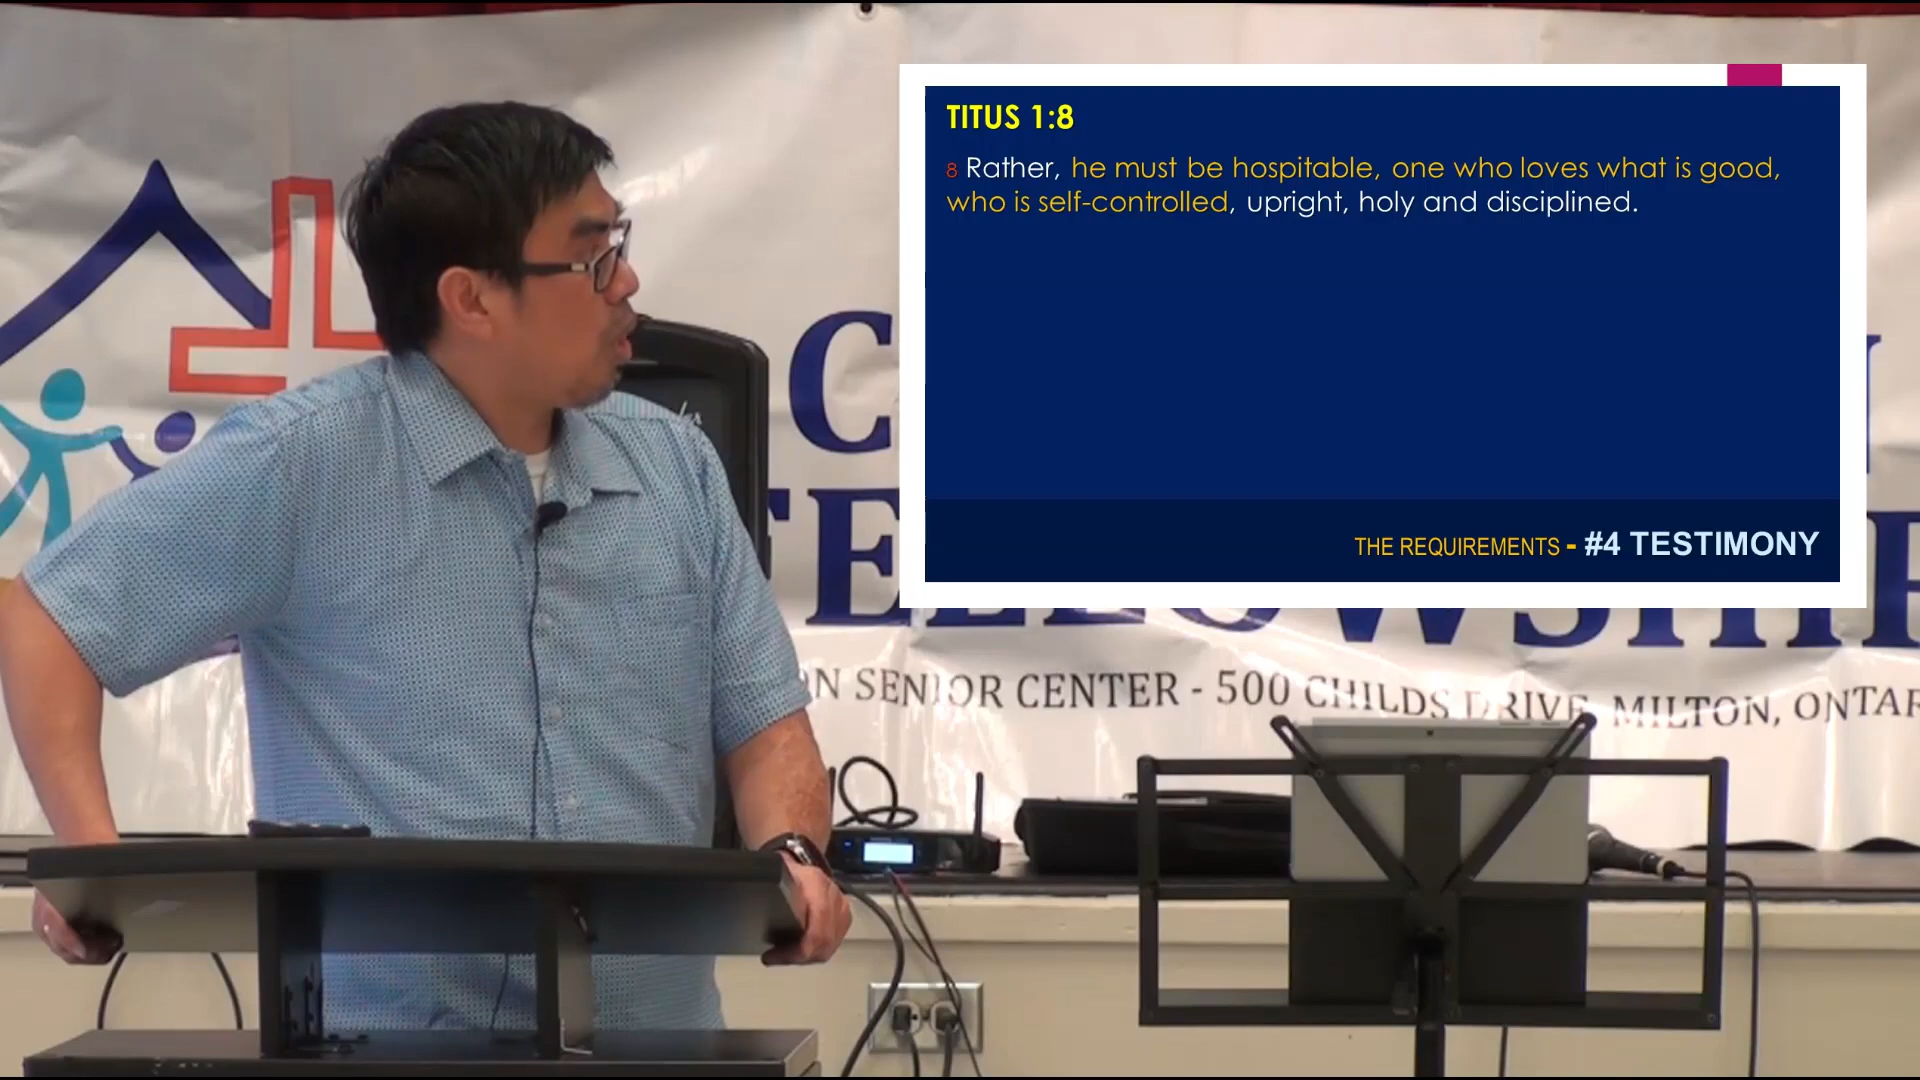 TITUS 1:8
8 Rather, he must be hospitable, one who loves what is good,
who is self-controlled, upright, holy and disciplined.
THE REQUIREMENTS - #4 TESTIMONY
SENIOR CENTER - 500 CHILDS DRIVE, MILTON,